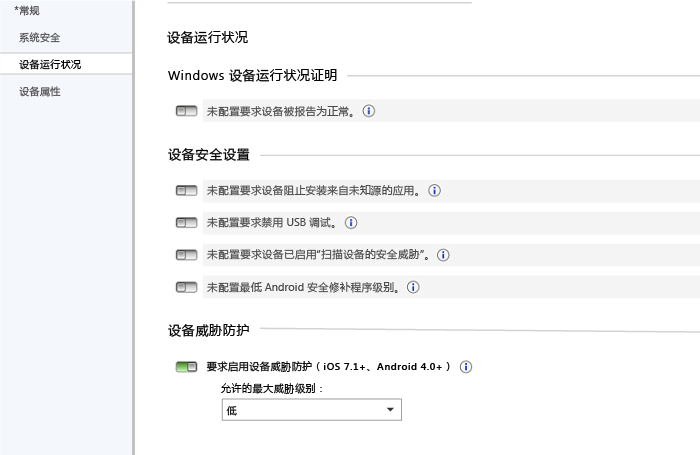 *常规
系统安全
设备运行状况
设备属性
设备运行状况
Windows 设备运行状况证明
未配置要求设备被报告为正常。
设备安全设置
未配置要求设备阻止安装来自未知源的应用。
未配置要求禁用 USB 调试。
未配置要求设备已启用“扫描设备的安全威胁”。
未配置最低 Android 安全修补程序级别。
设备威胁防护
要求启用设备威胁防护（iOS 7.1+、Android 4.0+）
允许的最大威胁级别：
低